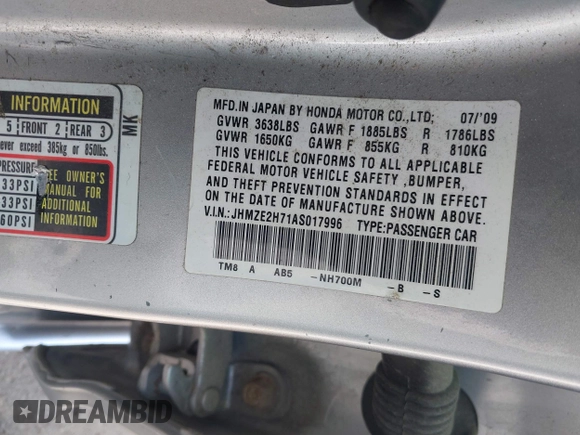 INFORMATION
5 FRONT 2 REAR 3
ever exceed 385kg or 850lbs.
PRESSURE
SEE OWNER'S
33PSI MANUAL FOR
33PSI ADDITIONAL
60PSI INFORMATION
MK
MFD.IN JAPAN BY HONDA MOTOR CO.,LTD; 07/'09
GVWR 3638LBS GAWR F 1885LBS R 1786LBS
GVWR 1650KG GAWR F 855KG R 810KG
THIS VEHICLE CONFORMS TO ALL APPLICABLE
FEDERAL MOTOR VEHICLE SAFETY ,BUMPER,
AND THEFT PREVENTION STANDARDS IN EFFECT
ON THE DATE OF MANUFACTURE SHOWN ABOVE.
V.I.N.:JHMZE2H71AS017996 TYPE:PASSENGER CAR
TM8 A AB5 -NH700M -B -S
DREAMBID